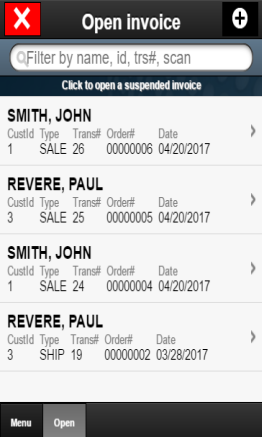 Open invoice
Filter by name, id, trs#, scan
Click to open a suspended invoice
SMITH, JOHN
CustId Type Trans# Order# Date
1 SALE 26 00000006 04/20/2017
REVERE, PAUL
CustId Type Trans# Order# Date
3 SALE 25 00000005 04/20/2017
SMITH, JOHN
CustId Type Trans# Order# Date
1 SALE 24 00000004 04/20/2017
REVERE, PAUL
CustId Type Trans# Order# Date
3 SHIP 19 00000002 03/28/2017
Menu Open